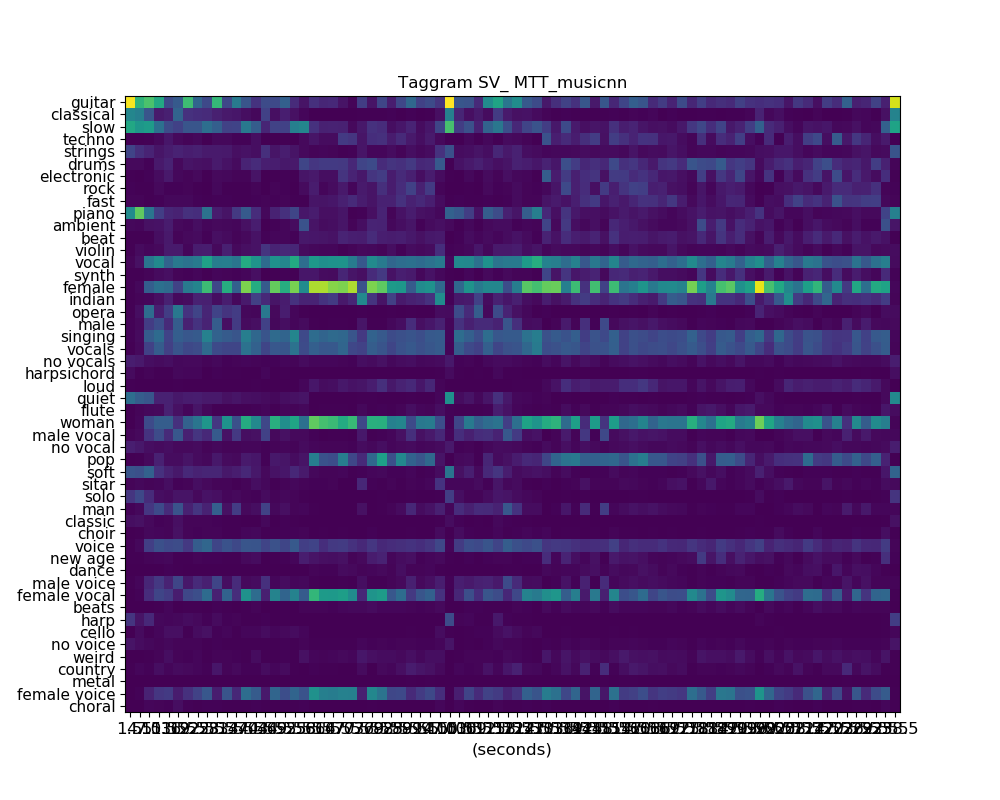 Taggram SV_ MTT_musicnn
guitar
classical
slow
techno
strings
drums
electronic
rock
fast
piano
ambient
beat
violin
vocal
synth
female
indian
opera
male
singing
vocals
no vocals
harpsichord
loud
quiet
flute
woman
male vocal
no vocal
pop
soft
sitar
solo
man
classic
choir
voice
new age
dance
male voice
female vocal
beats
harp
cello
no voice
weird
country
metal
female voice
choral
(seconds)